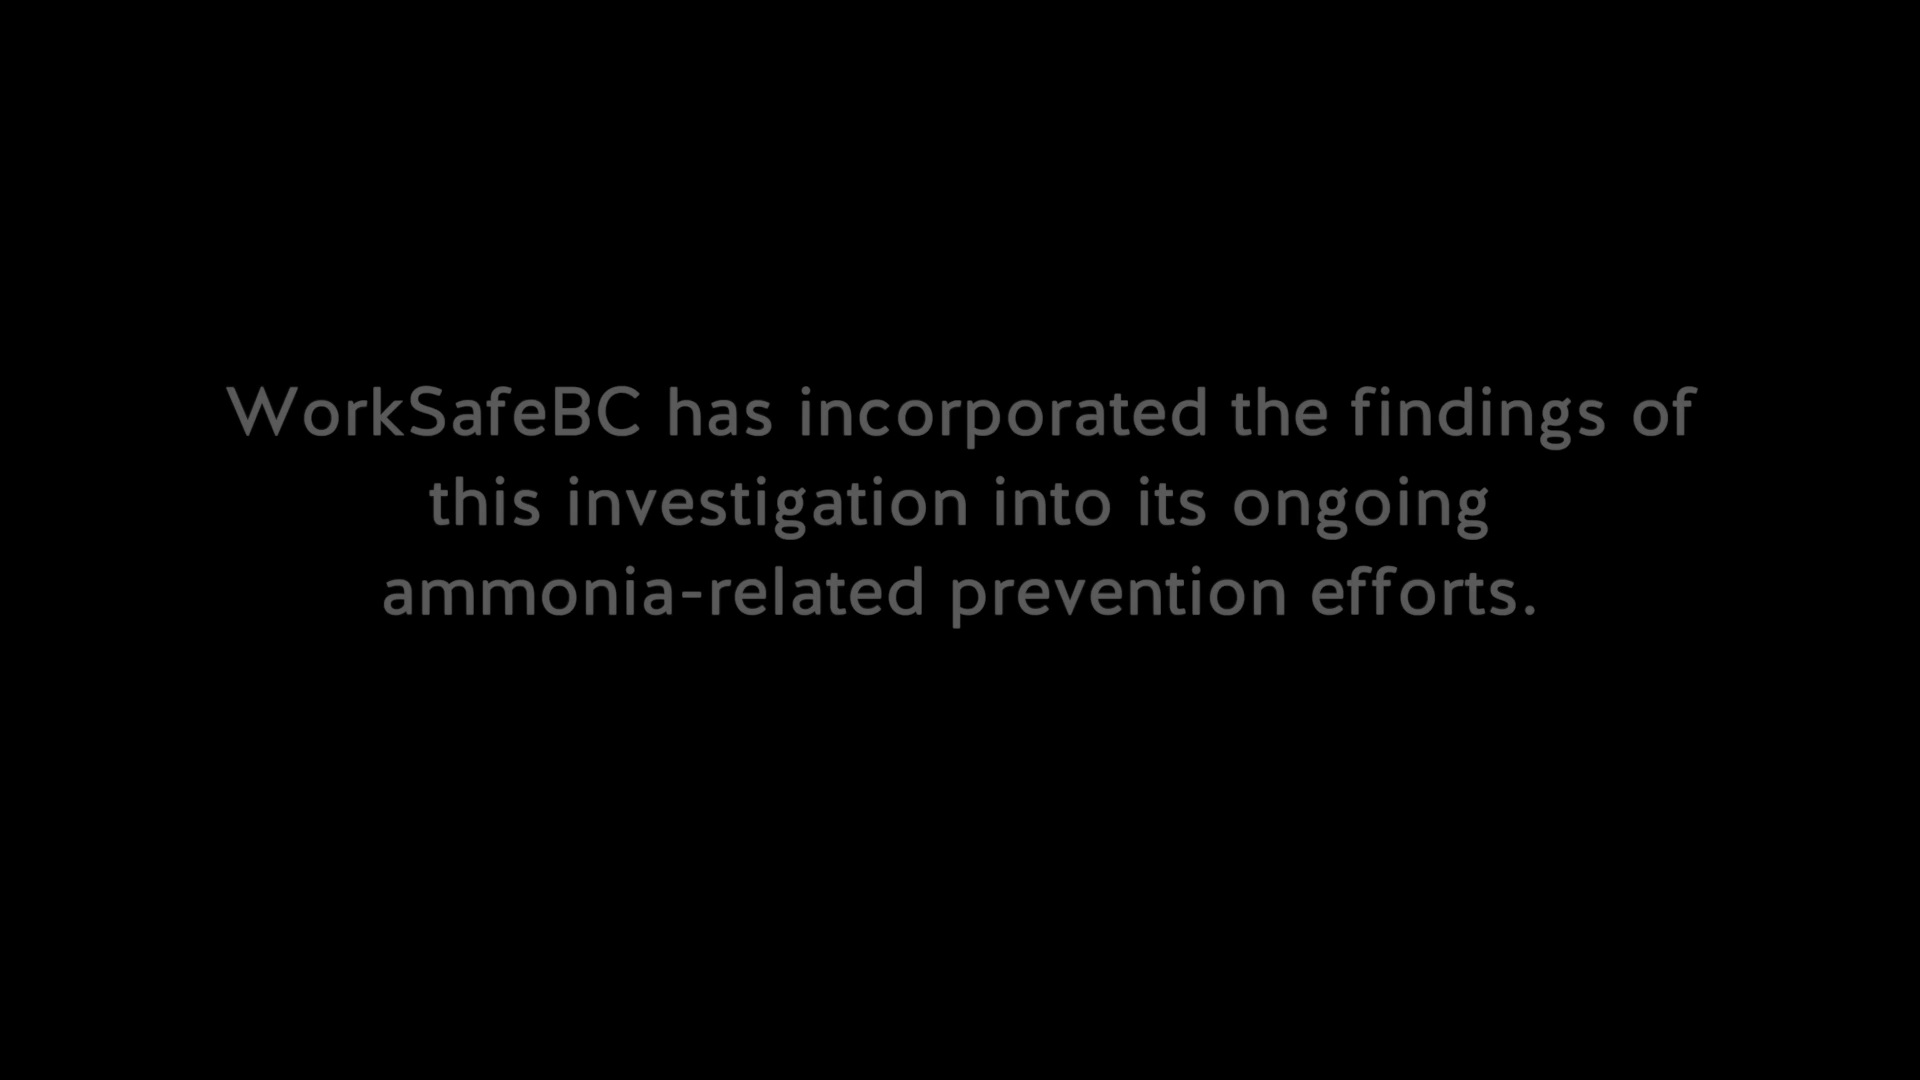 WorkSafeBC has incorporated the findings of
this investigation into its ongoing
ammonia-related prevention efforts.